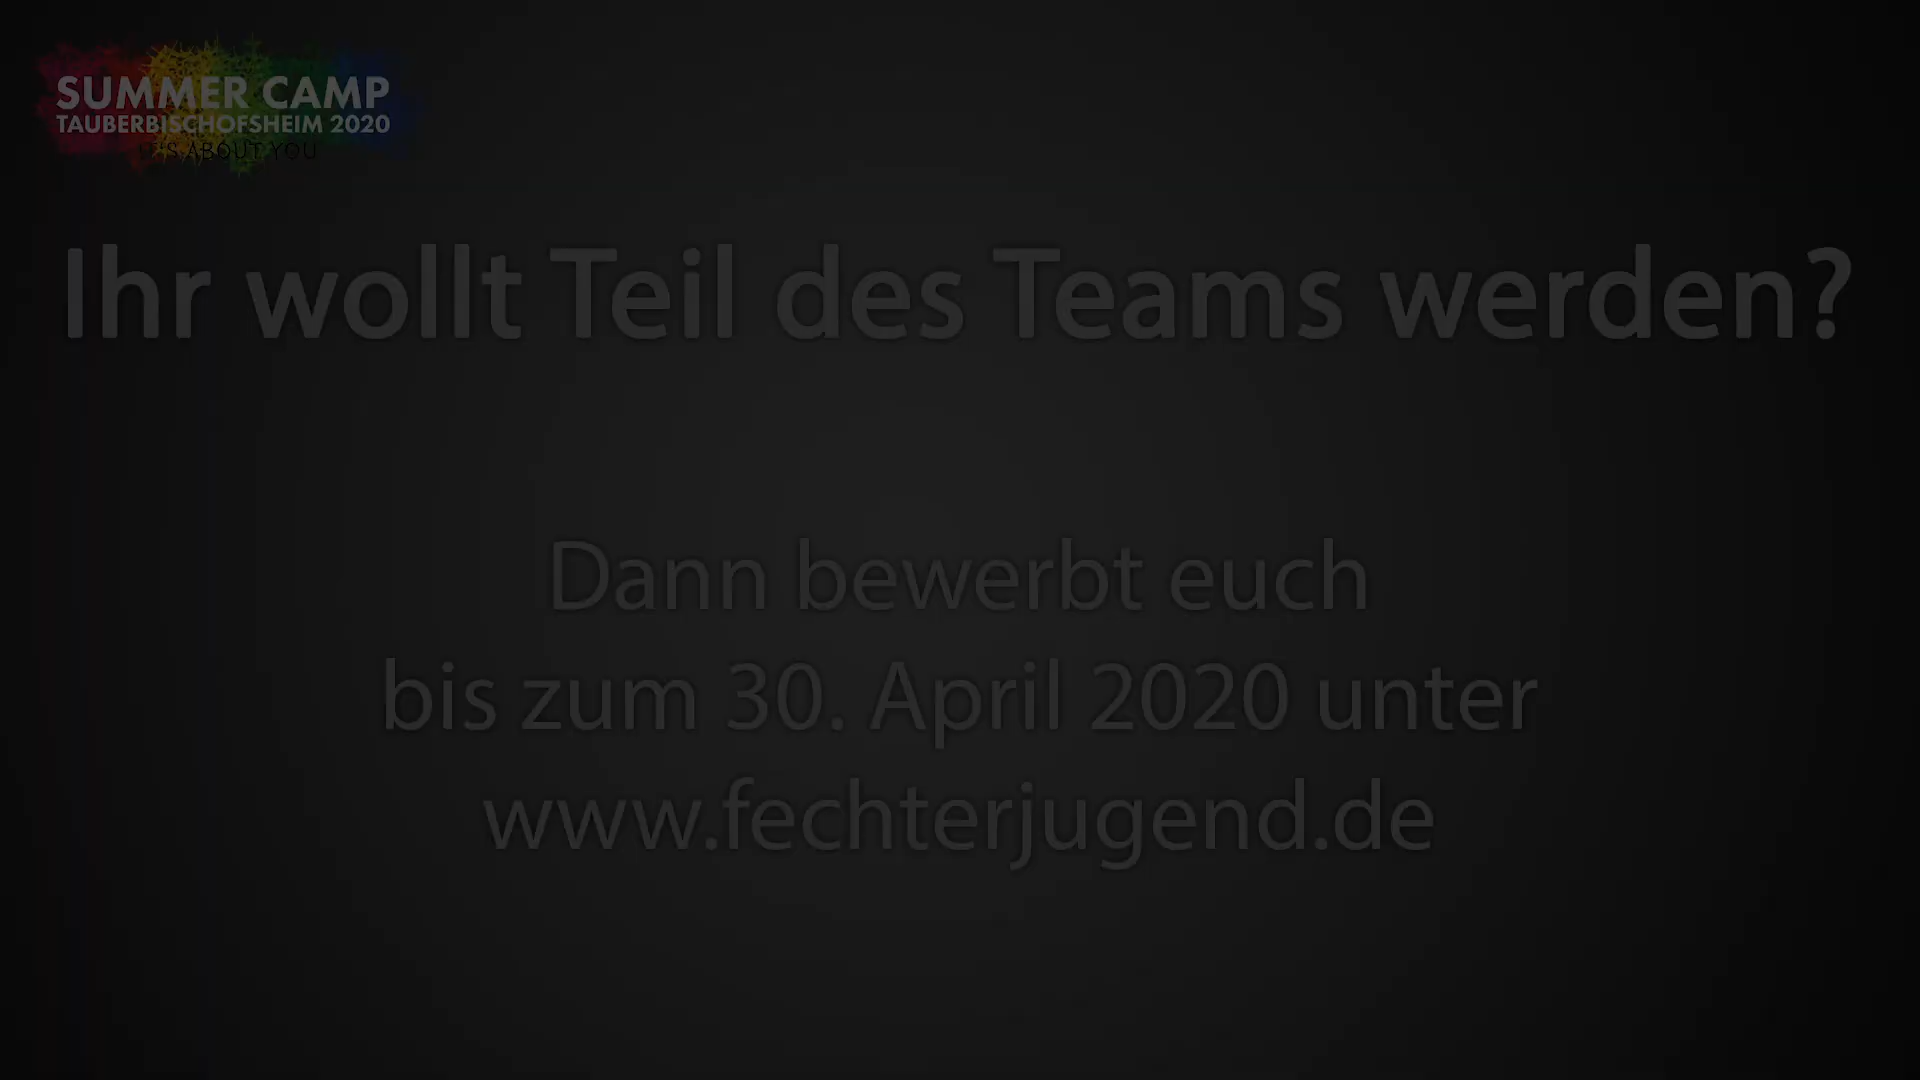 SUMMER CAMP
TAUBERBISCHOFSHEIM 2020
IT'S ABOUT YOU
Ihr wollt Teil des Teams werden?
Dann bewerbt euch
bis zum 30. April 2020 unter
www.fechterjugend.de